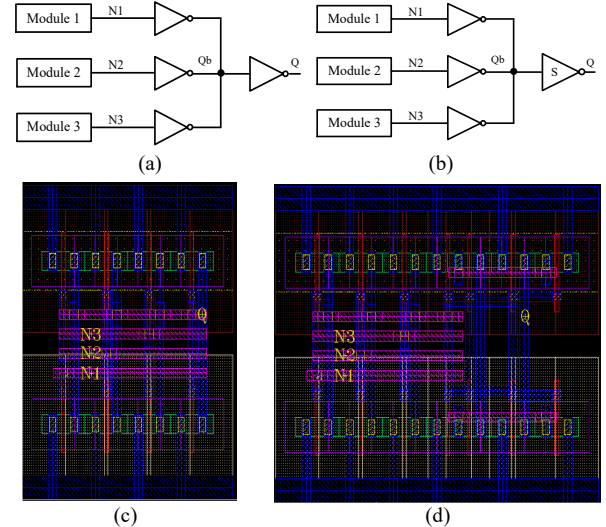 Module 1
N1
Module 2
N2
Qb
Q
Module 3
N3
(a)
Module 1
N1
Module 2
N2
Qb
S
Q
Module 3
N3
(b)
Q
N3
N2
N1
(c)
Q
N3
N2
N1
(d)